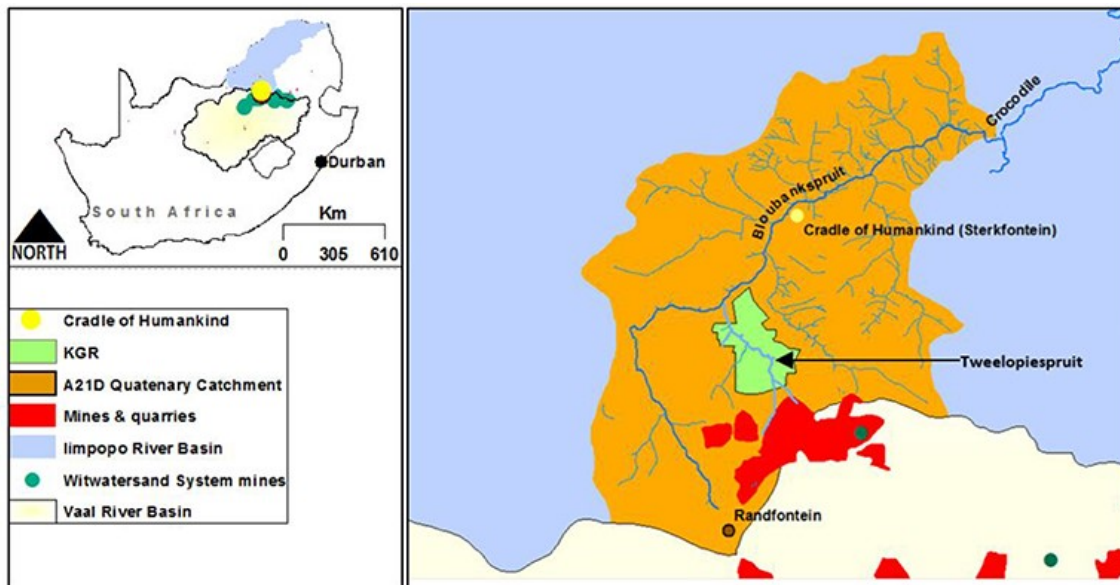 Durban
South Africa
Km
NORTH
0 305 610
Cradle of Humankind
KGR
A21D Quatenary Catchment
Mines & quarries
limpopo River Basin
Witwatersand System mines
Vaal River Basin
Crocodile
Bloubankspruit
Cradle of Humankind (Sterkfontein)
Tweelopiespruit
Randfontein